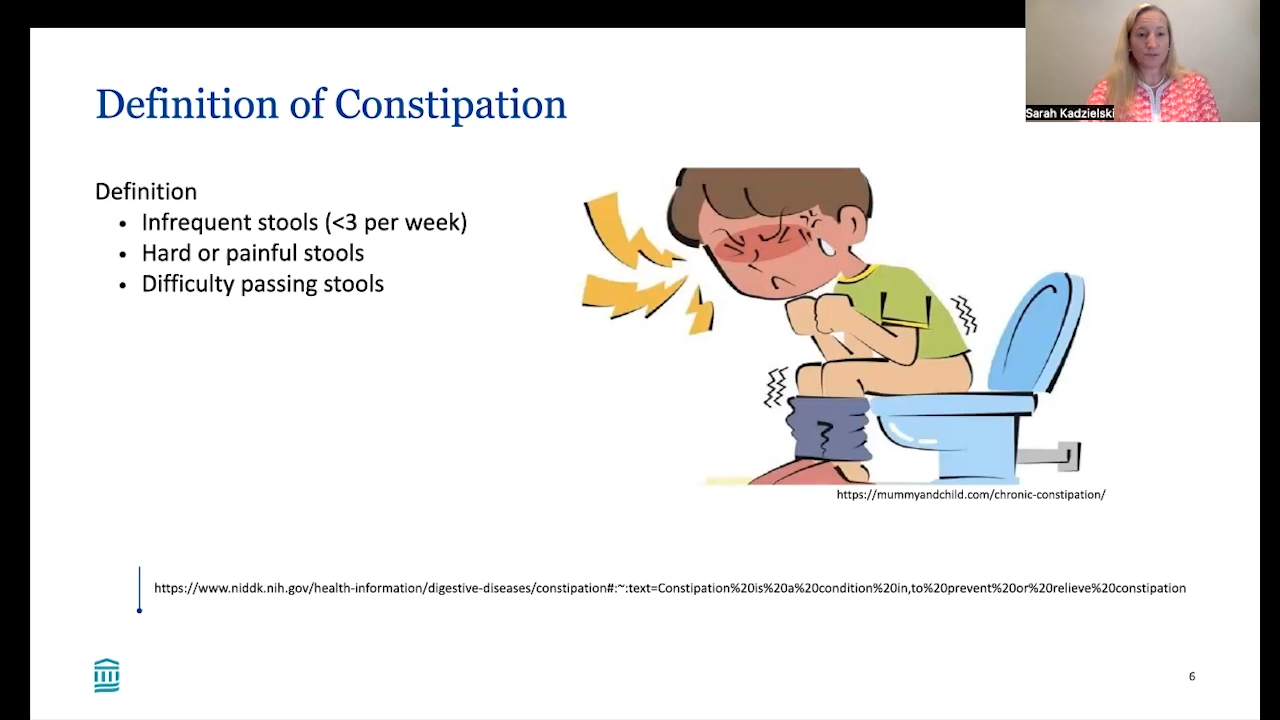 Sarah Kadzielski
Definition of Constipation
Definition
• Infrequent stools (<3 per week)
• Hard or painful stools
• Difficulty passing stools
https://mummyandchild.com/chronic-constipation/
https://www.niddk.nih.gov/health-information/digestive-diseases/constipation#:~:text=Constipation%20is%20a%20condition%20in,to%20prevent%20or%20relieve%20constipation
6